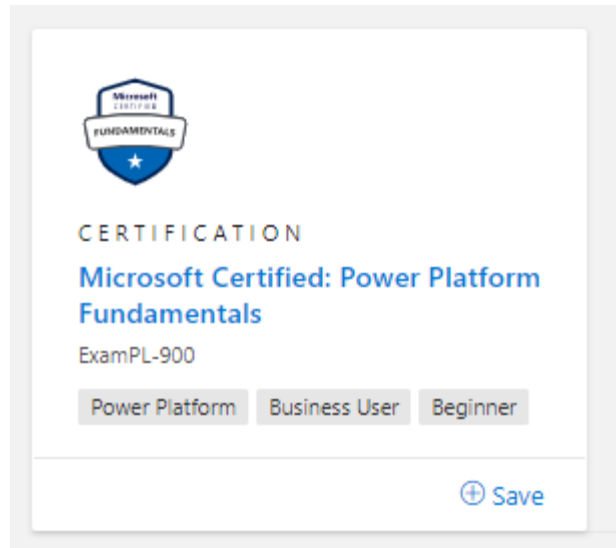 Microsoft
CERTIFIED
FUNDAMENTALS
CERTIFICATION
Microsoft Certified: Power Platform
Fundamentals
ExamPL-900
Power Platform Business User Beginner
Save